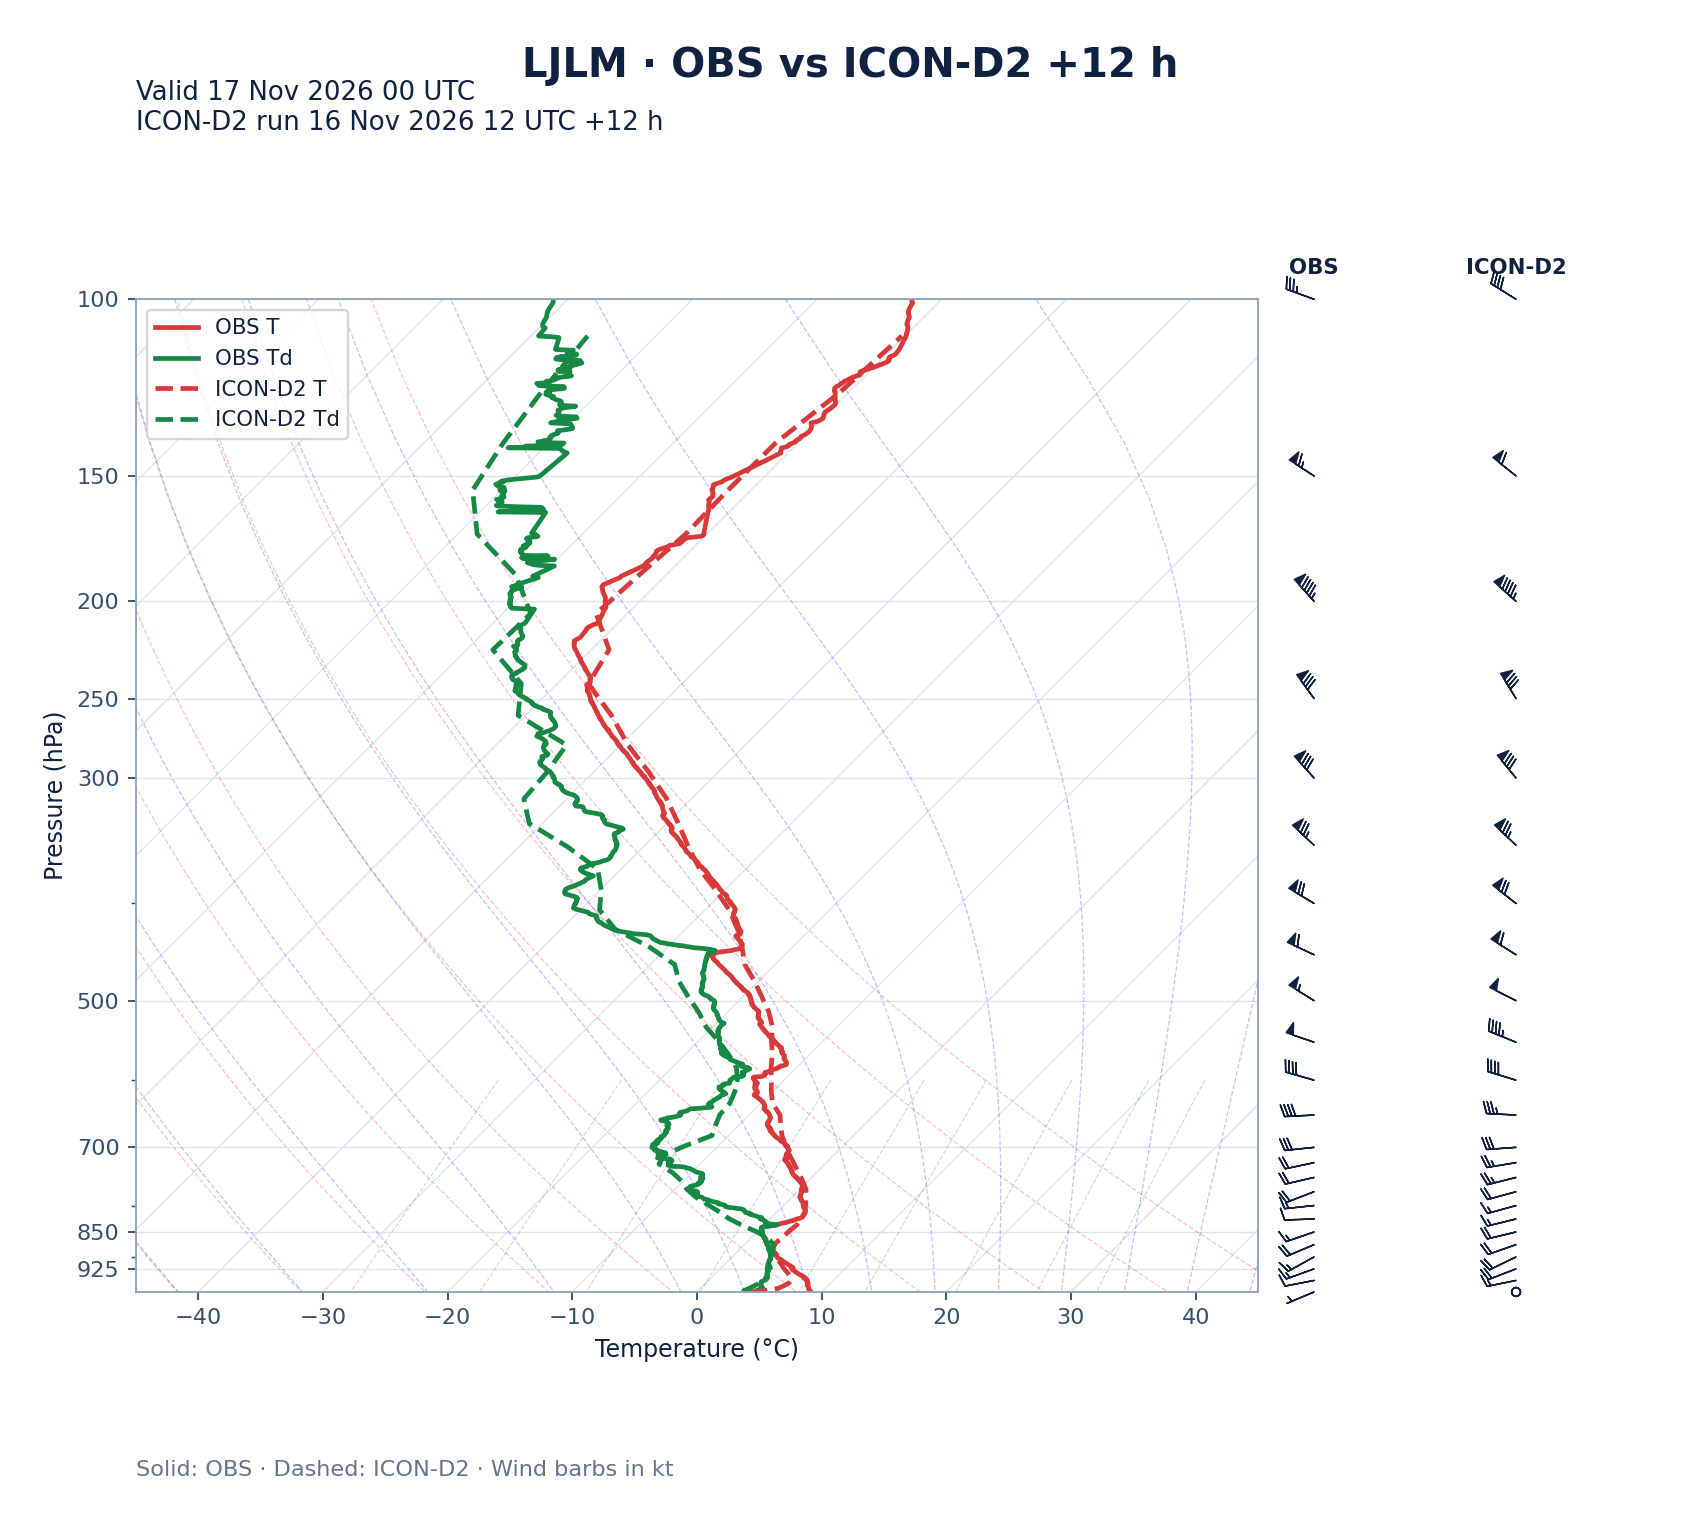 LJLM · OBS vs ICON-D2 +12 h
Valid 17 Nov 2026 00 UTC
ICON-D2 run 16 Nov 2026 12 UTC +12 h
OBS
ICON-D2
OBS T
OBS Td
ICON-D2 T
ICON-D2 Td
Pressure (hPa)
100
150
200
250
300
500
700
850
925
−40
−30
−20
−10
0
10
20
30
40
Temperature (°C)
Solid: OBS · Dashed: ICON-D2 · Wind barbs in kt